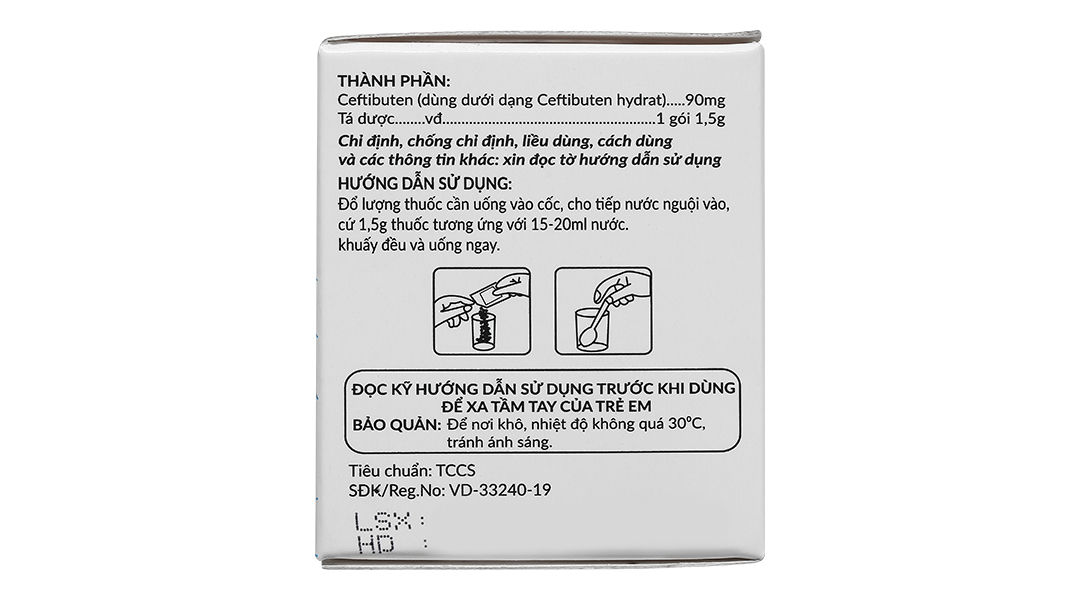 THÀNH PHẦN:
Ceftibuten (dùng dưới dạng Ceftibuten hydrat).....90mg
Tá dược........vđ.......................................................1 gói 1,5g
Chỉ định, chống chỉ định, liều dùng, cách dùng
và các thông tin khác: xin đọc tờ hướng dẫn sử dụng
HƯỚNG DẪN SỬ DỤNG:
Đổ lượng thuốc cần uống vào cốc, cho tiếp nước nguội vào,
cứ 1,5g thuốc tương ứng với 15-20ml nước.
khuấy đều và uống ngay.
ĐỌC KỸ HƯỚNG DẪN SỬ DỤNG TRƯỚC KHI DÙNG
ĐỂ XA TẦM TAY CỦA TRẺ EM
BẢO QUẢN: Để nơi khô, nhiệt độ không quá 30⁰C,
tránh ánh sáng.
Tiêu chuẩn: TCCS
SĐK/Reg.No: VD-33240-19
LSX :
HD :